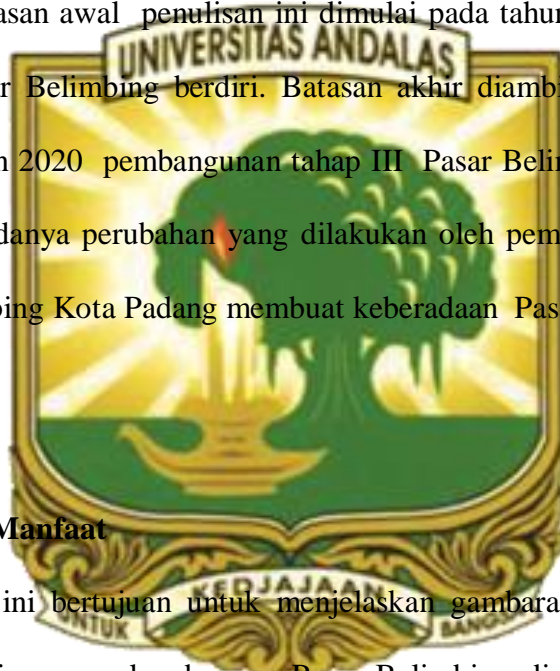 asan awal penulisan ini dimulai pada tahun
UNIVERSITAS ANDALAS
r Belimbing berdiri. Batasan akhir diamb
n 2020 pembangunan tahap III Pasar Beli
danya perubahan yang dilakukan oleh pem
bing Kota Padang membuat keberadaan Pas
Manfaat
ini bertujuan untuk menjelaskan gambara
UNTUK KEDJAJAAN BANGSA